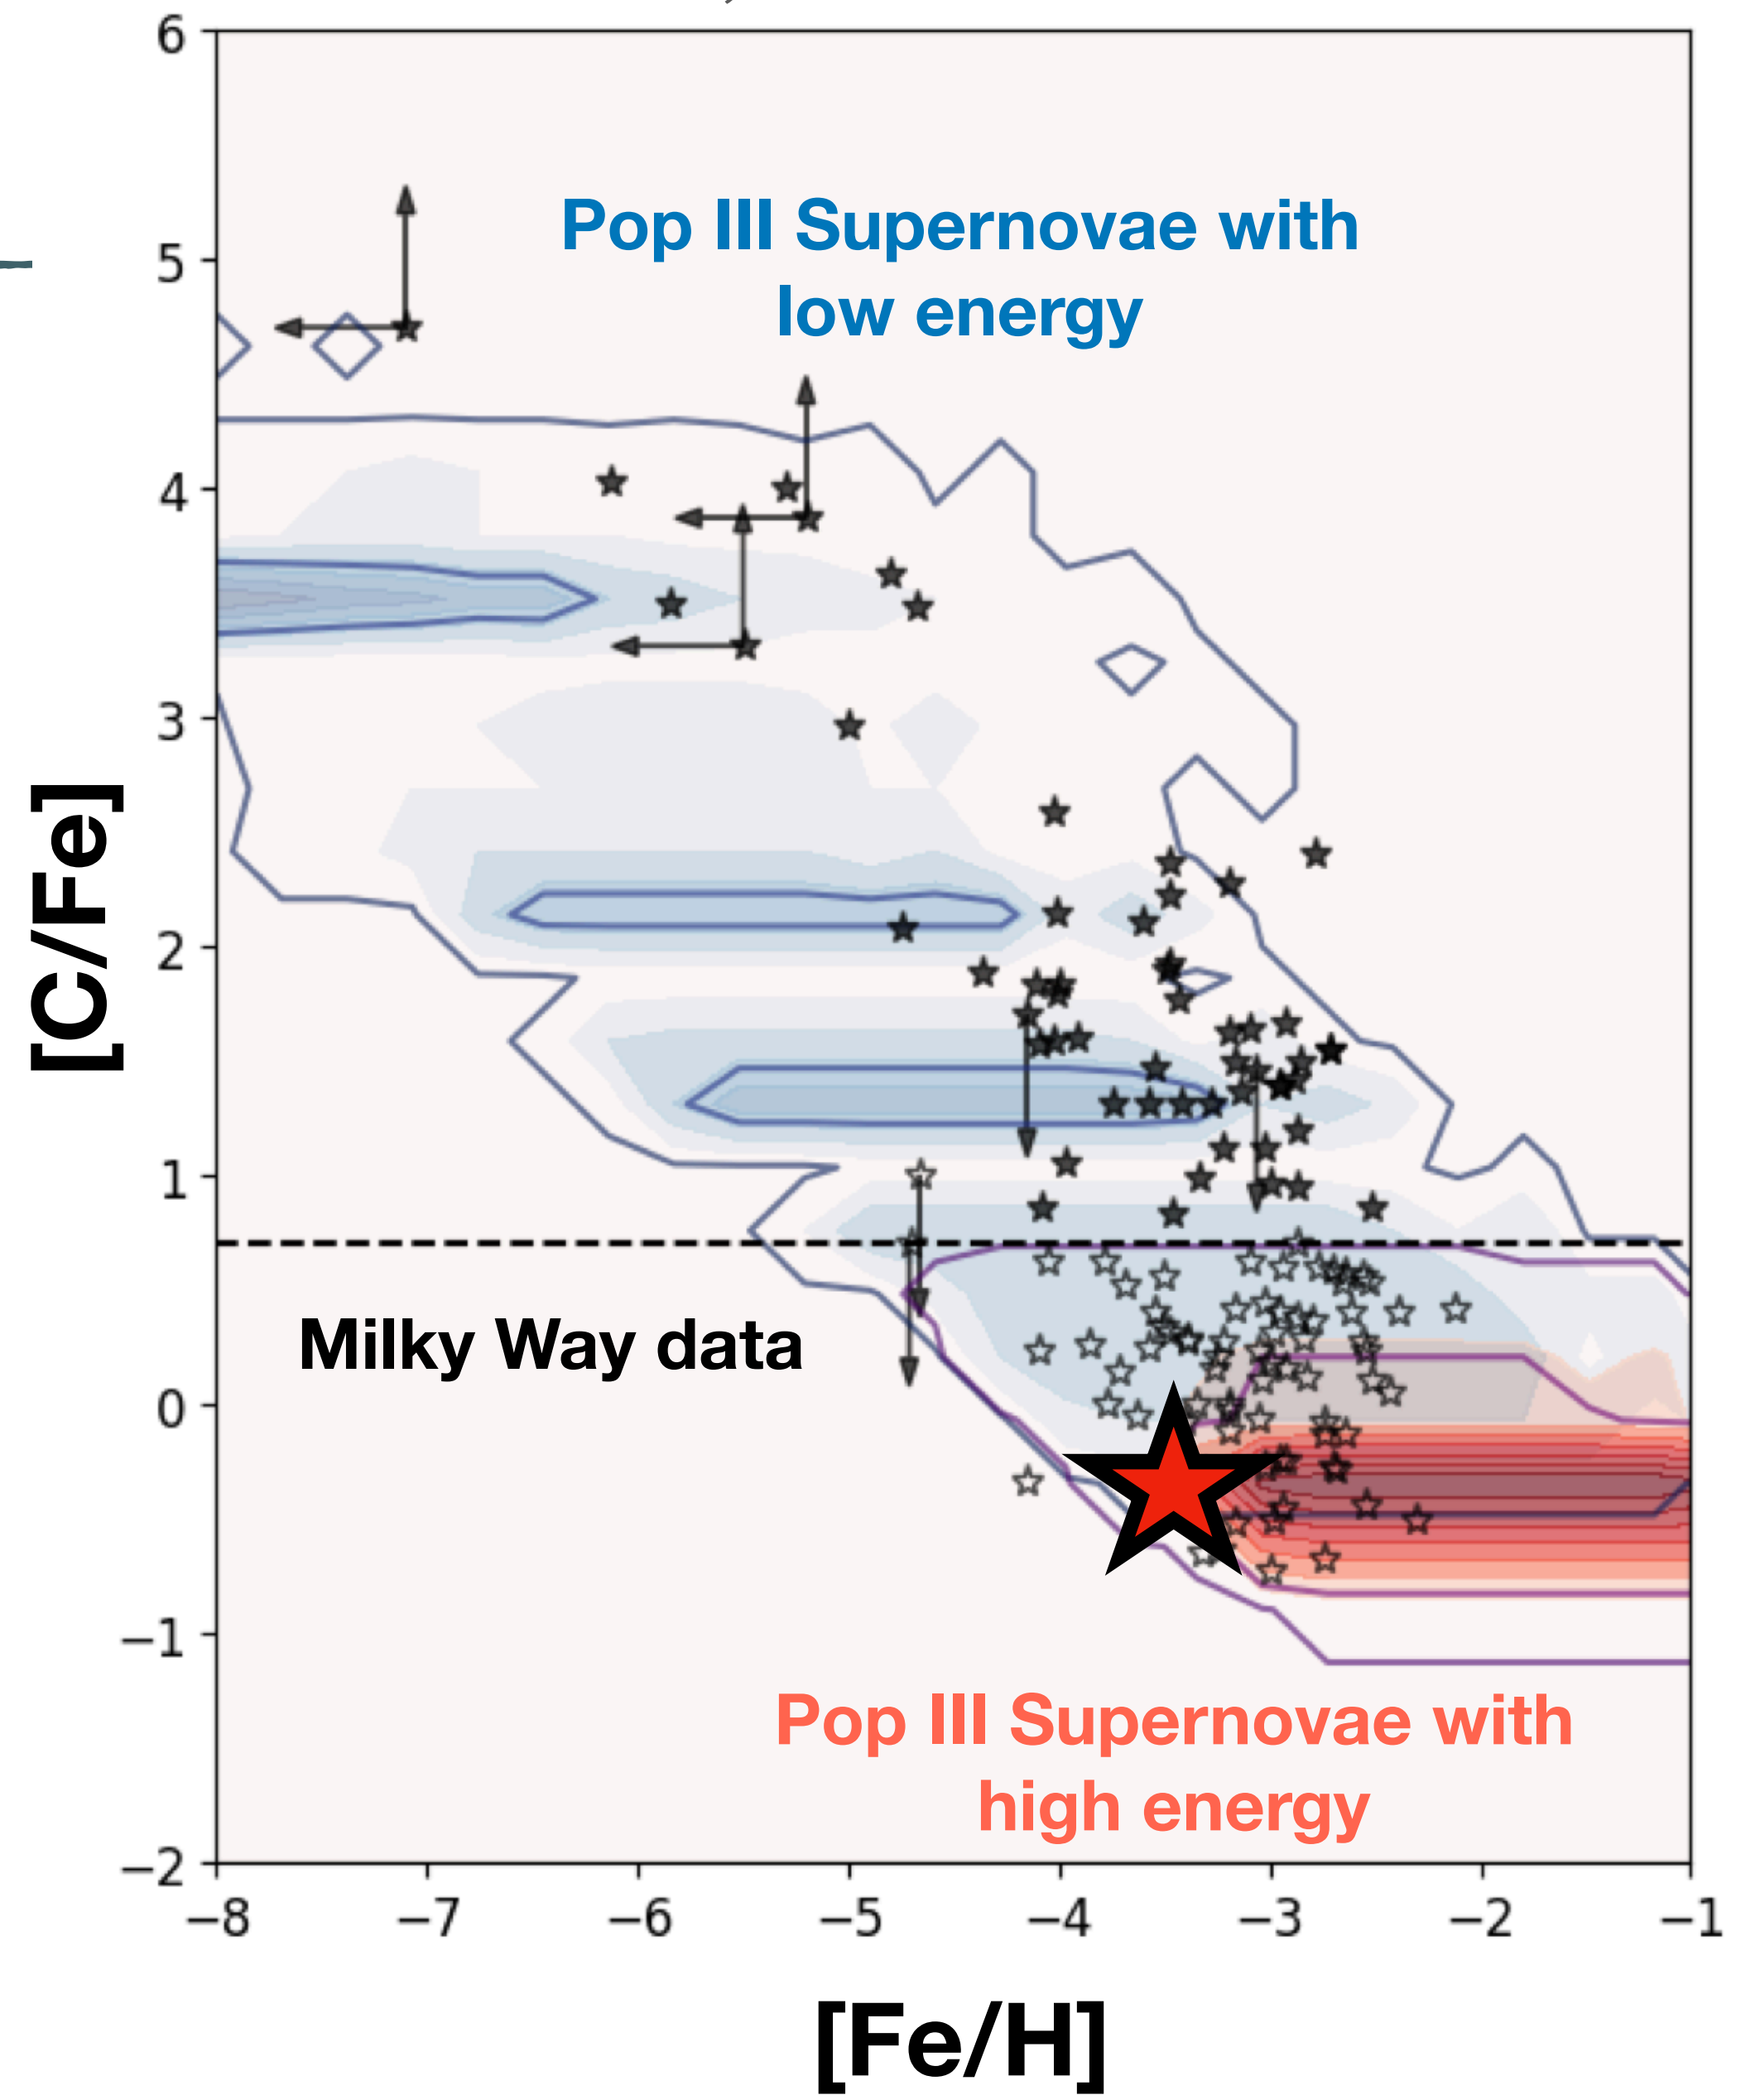 6
5
4
3
2
1
0
−1
−2
[C/Fe]
Pop III Supernovae with
low energy
Milky Way data
Pop III Supernovae with
high energy
−8 −7 −6 −5 −4 −3 −2 −1
[Fe/H]